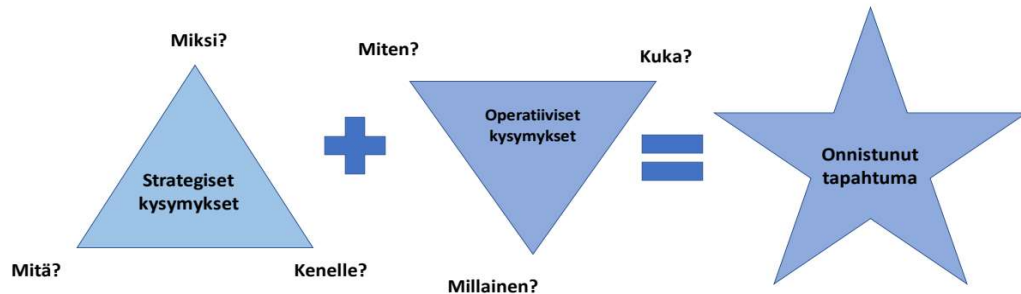 Miksi?
Strategiset
kysymykset
Mitä?
Kenelle?
Miten?
Kuka?
Operatiiviset
kysymykset
Millainen?
Onnistunut
tapahtuma